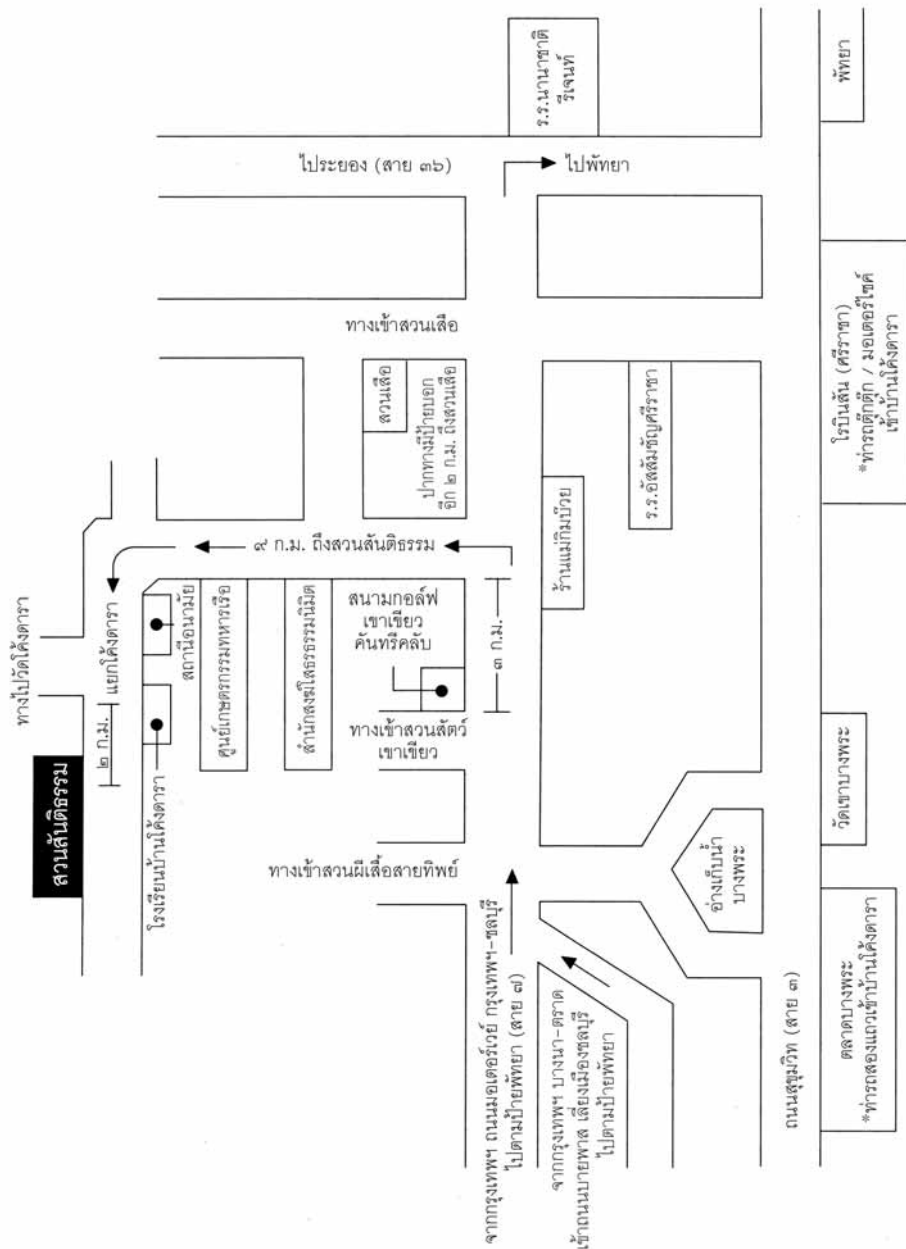 ร.ร.นานาชาติ
รีเจนท์
พัทยา
ไประยอง (สาย ๓๖)
ไปพัทยา
ทางเข้าสวนเสือ
โรบินสัน (ศรีราชา)
*ท่ารถตุ๊กตุ๊ก / มอเตอร์ไซค์
เข้าบ้านโค้งดารา
สวนเสือ
ปากทางมีป้ายบอก
อีก ๒ ก.ม. ถึงสวนเสือ
ร.ร.อัสสัมชัญศรีราชา
ร้านแม่กิมบ๊วย
๙ ก.ม. ถึงสวนสันติธรรม
ทางไปวัดโค้งดารา
แยกโค้งดารา
๒ ก.ม.
สถานีอนามัย
ศูนย์เกษตรกรรมทหารเรือ
สำนักสงฆ์ไสธรรมนิมิต
สนามกอล์ฟ
เขาเขียว
คันทรีคลับ
๓ ก.ม.
ทางเข้าสวนสัตว์
เขาเขียว
สวนสันติธรรม
โรงเรียนบ้านโค้งดารา
ทางเข้าสวนผีเสื้อสายทิพย์
อ่างเก็บน้ำ
บางพระ
วัดเขาบางพระ
จากกรุงเทพฯ ถนนมอเตอร์เวย์ กรุงเทพฯ-ชลบุรี
ไปตามป้ายพัทยา (สาย ๗)
จากกรุงเทพฯ บางนา-ตราด
เข้าถนนบายพาส เลี่ยงเมืองชลบุรี
ไปตามป้ายพัทยา
ถนนสุขุมวิท (สาย ๓)
ตลาดบางพระ
*ท่ารถสองแถวเข้าบ้านโค้งดารา